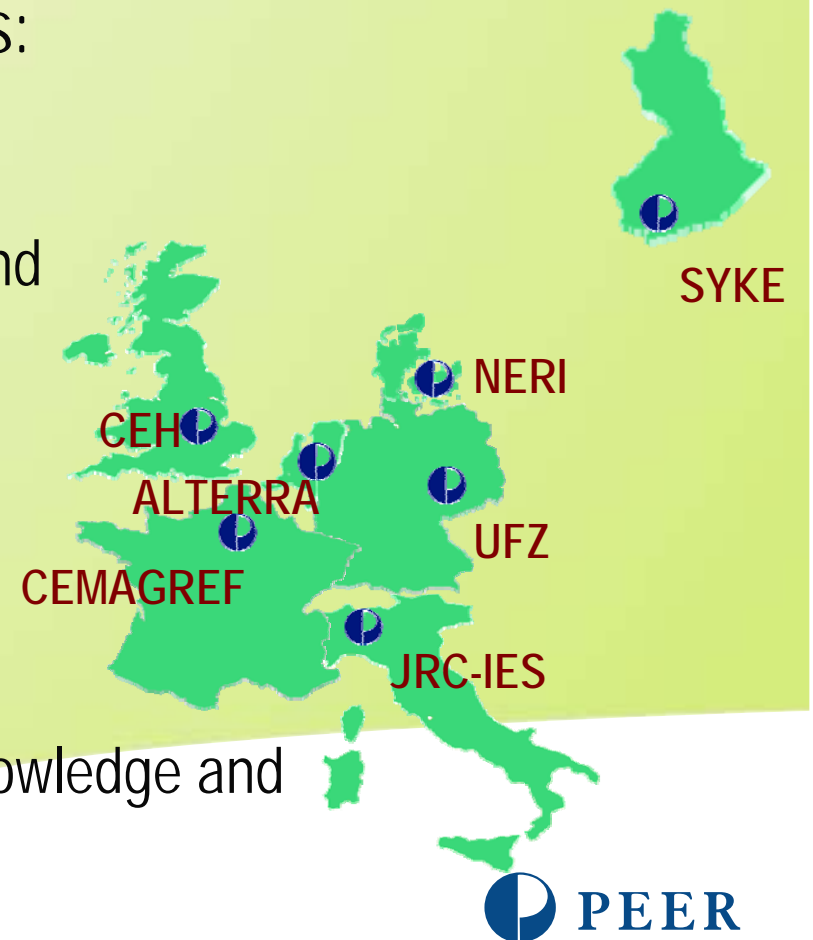 s:
nd
SYKE
NERI
CEH
ALTERRA
UFZ
CEMAGREF
JRC-IES
owledge and
PEER